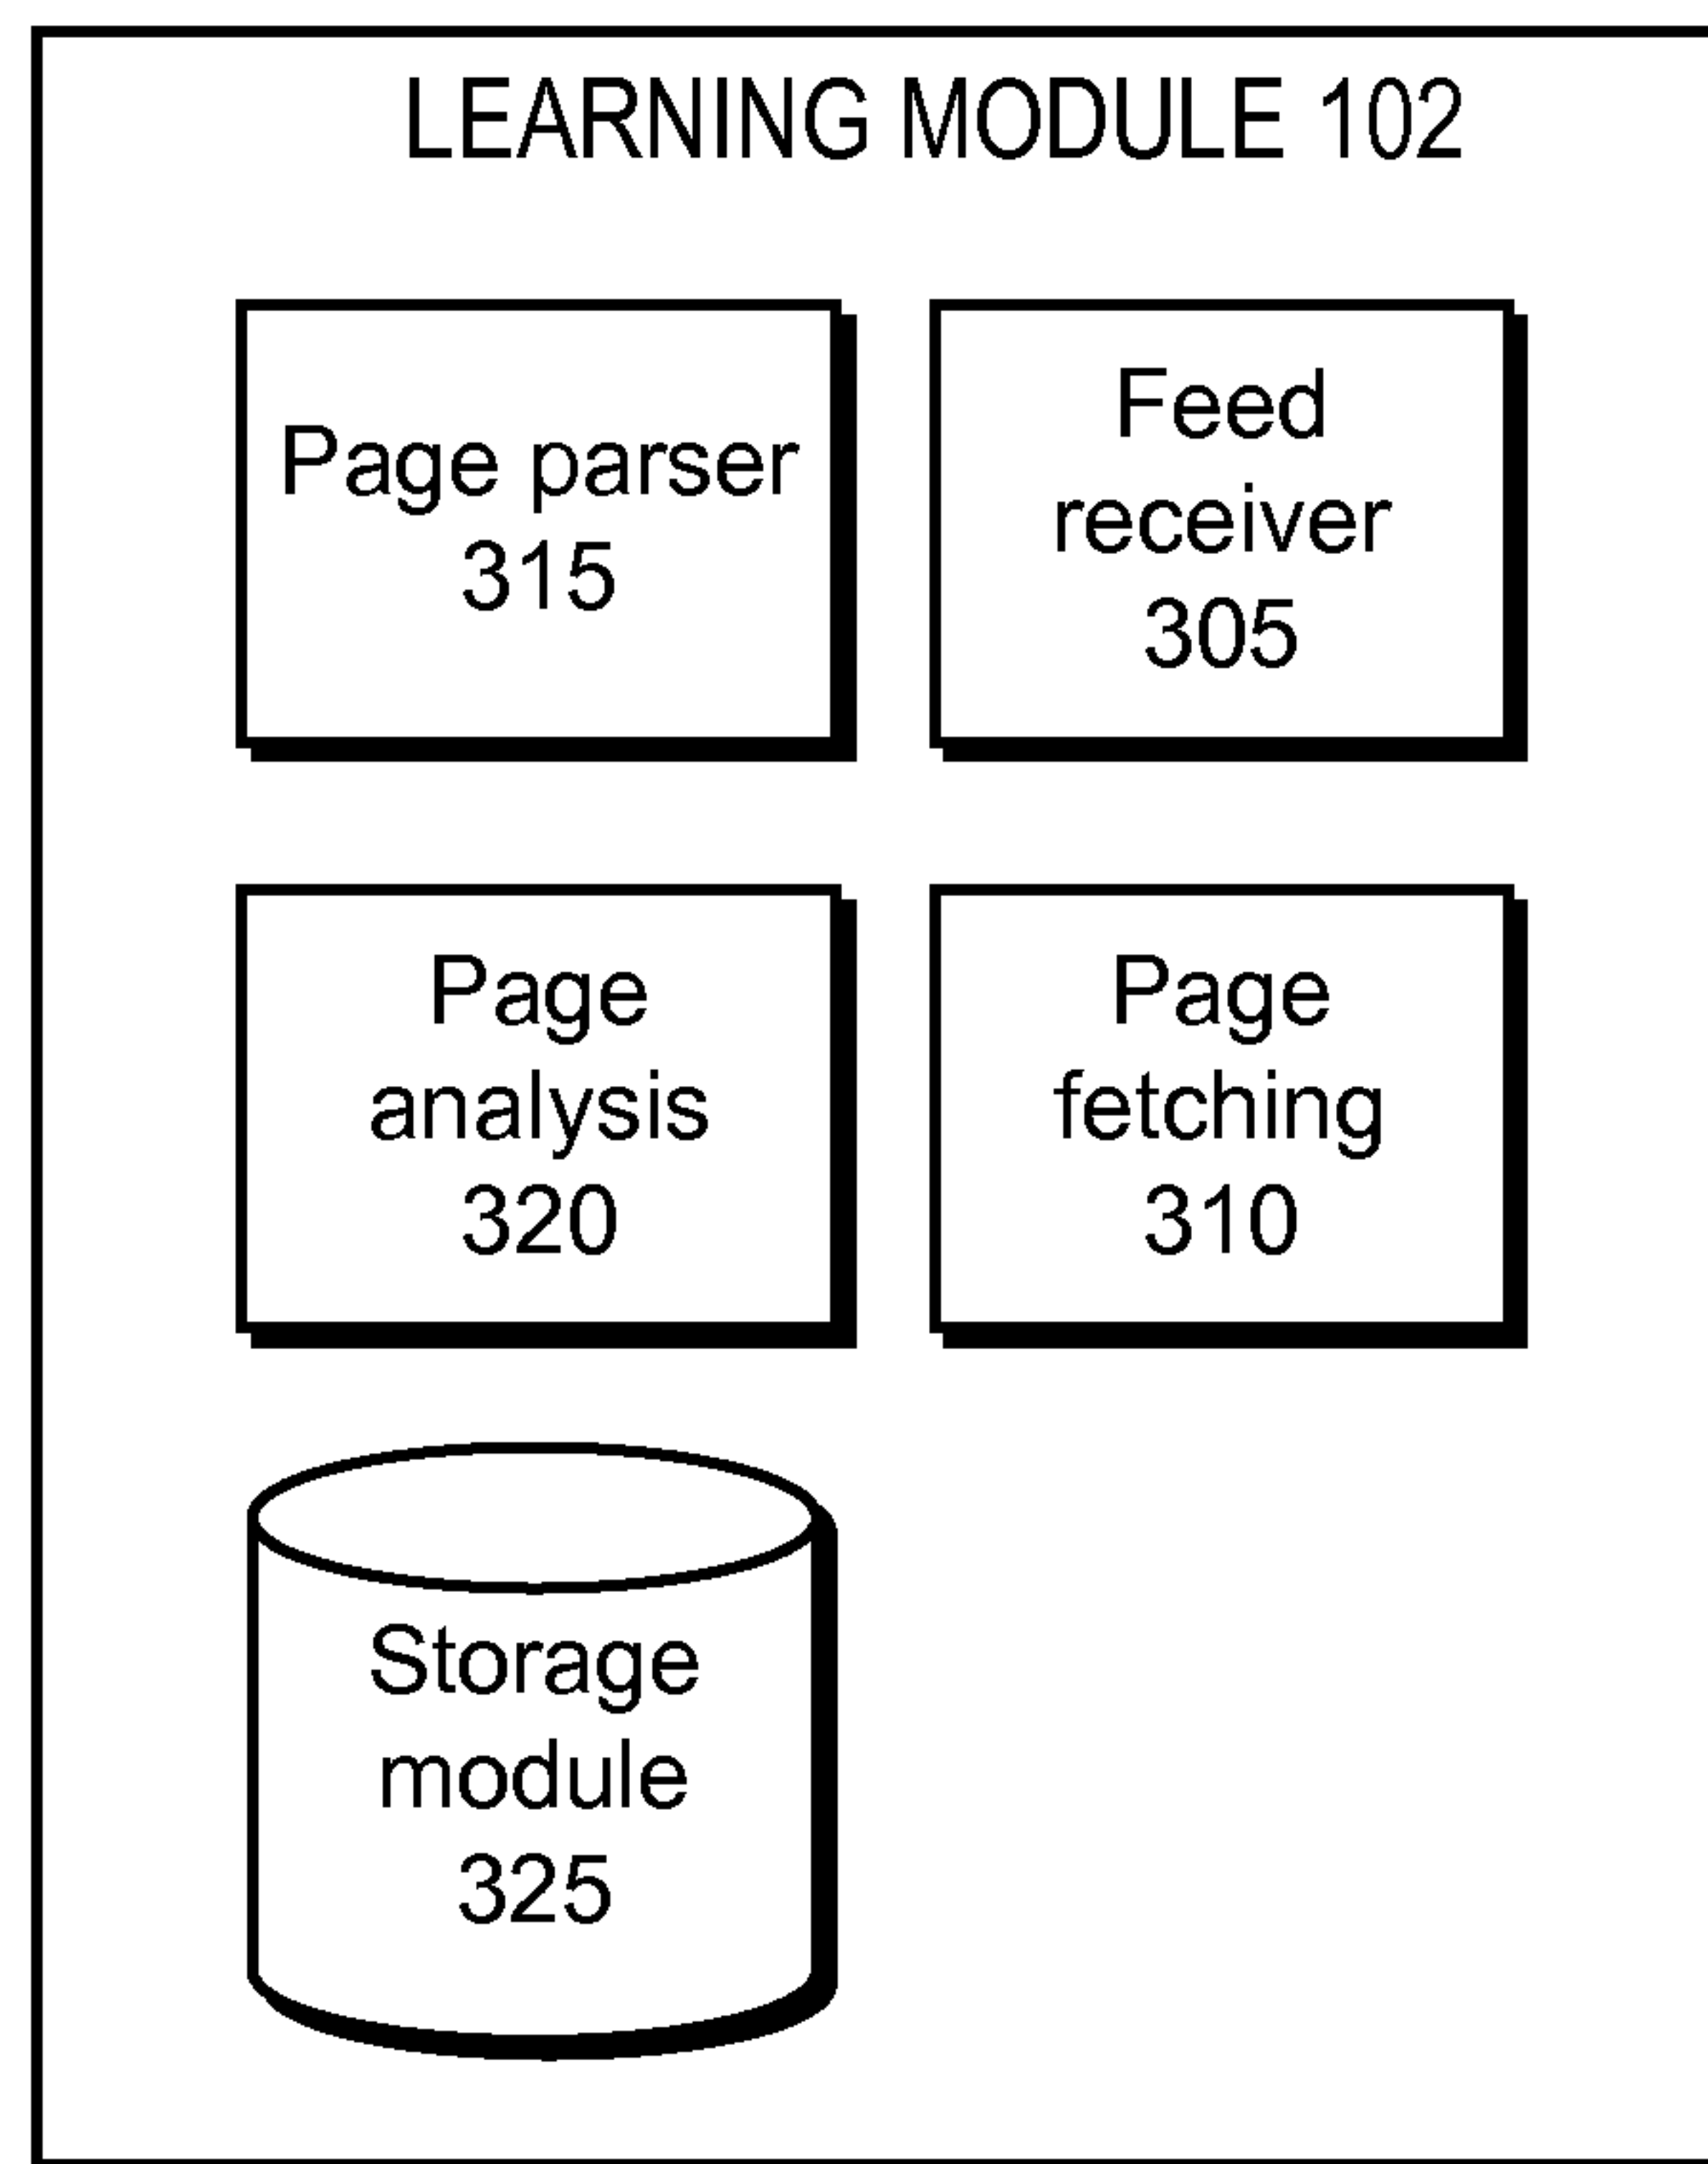 LEARNING MODULE 102
Page parser
315
Feed
receiver
305
Page
analysis
320
Page
fetching
310
Storage
module
325